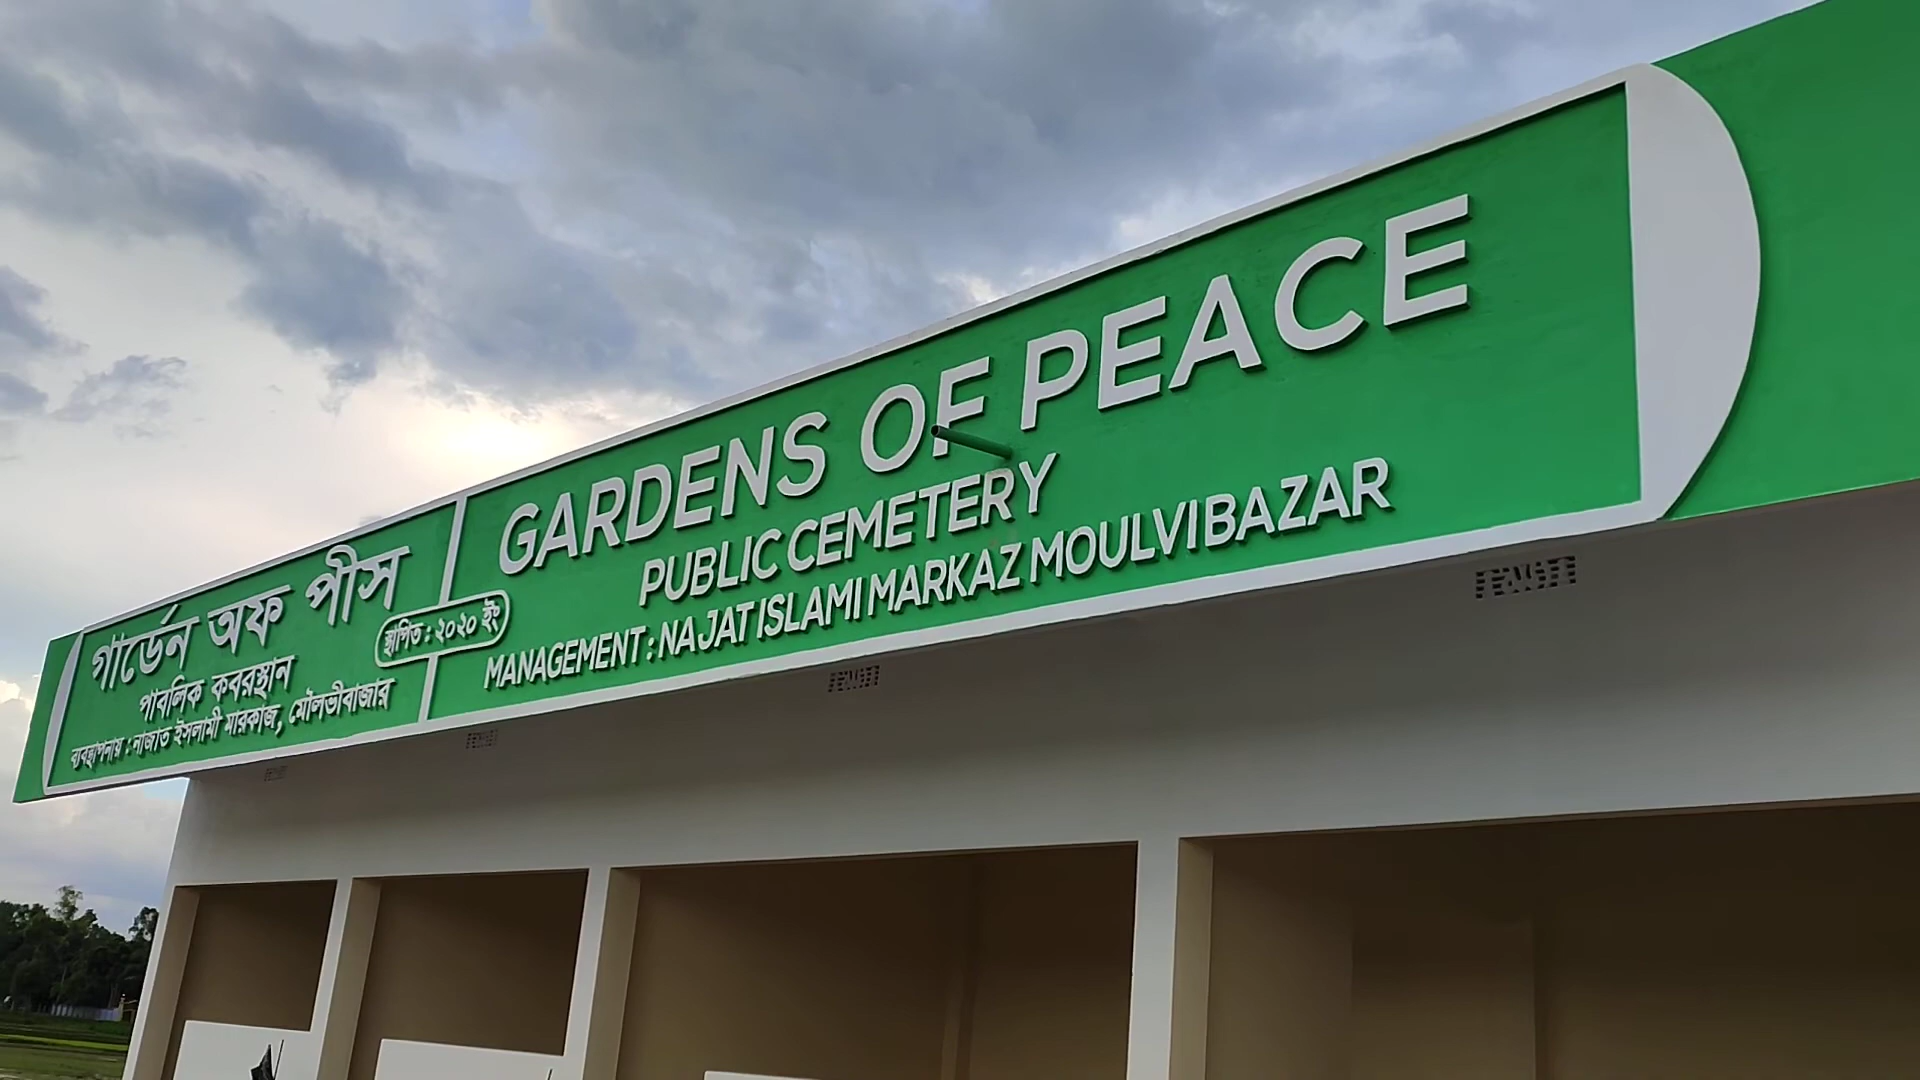 গার্ডেন অফ পীস
পাবলিক কবরস্থান
ব্যবস্থাপনায় : নাজাত ইসলামী মারকাজ, মৌলভীবাজার
স্থাপিত : ২০২০ ইং
GARDENS OF PEACE
PUBLIC CEMETERY
MANAGEMENT : NAJAT ISLAMI MARKAZ MOULVIBAZAR